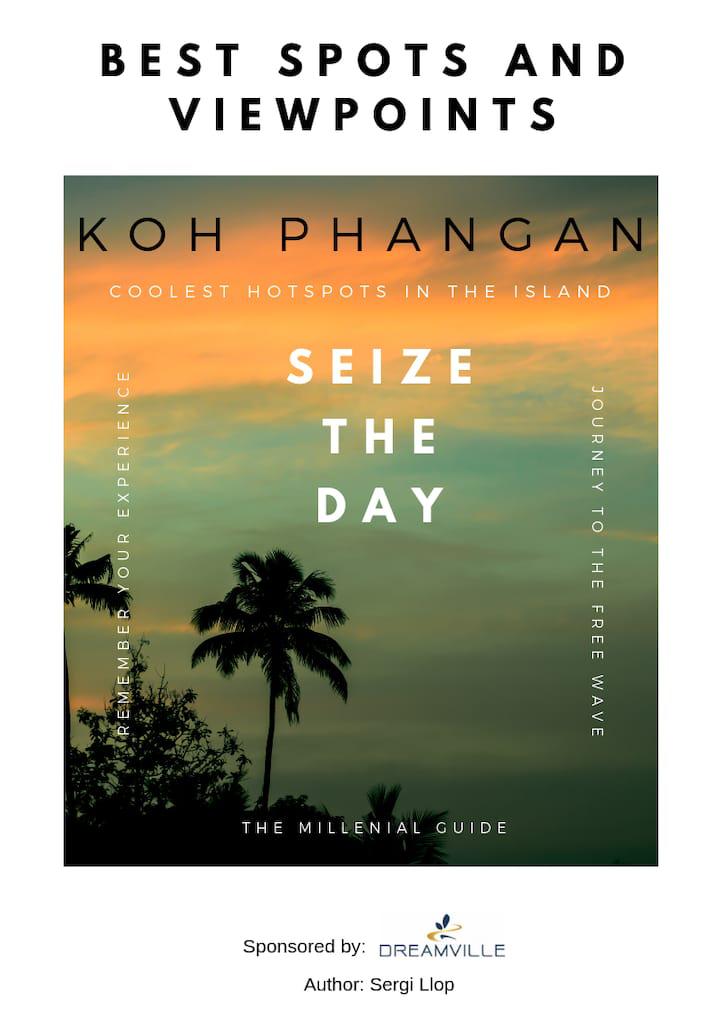 BEST SPOTS AND
VIEWPOINTS
KOH PHANGAN
COOLEST HOTSPOTS IN THE ISLAND
SEIZE
THE
DAY
REMEMBER YOUR EXPERIENCE
JOURNEY TO THE FREE WAVE
THE MILLENIAL GUIDE
Sponsored by: DREAMVILLE
Author: Sergi Llop